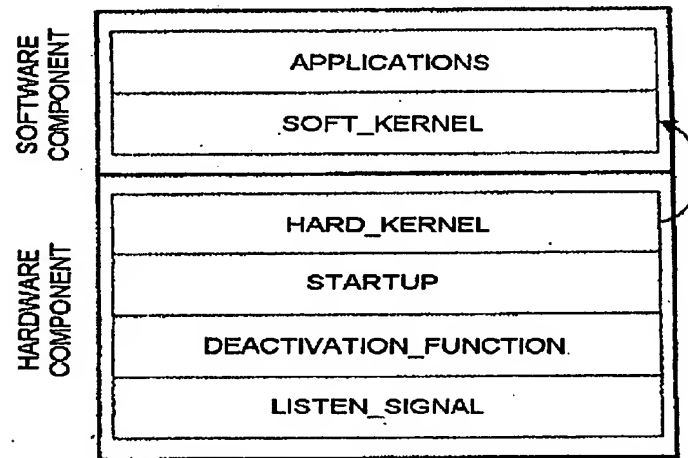 SOFTWARE
COMPONENT
APPLICATIONS
SOFT_KERNEL
HARDWARE
COMPONENT
HARD_KERNEL
STARTUP
DEACTIVATION_FUNCTION
LISTEN_SIGNAL